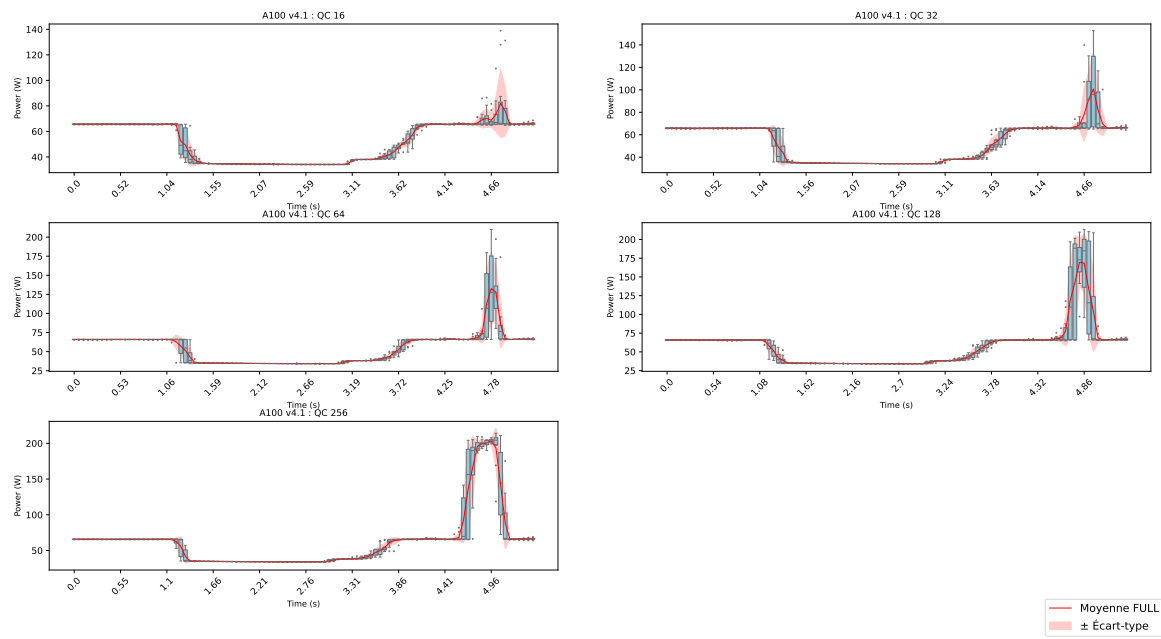 A100 v4.1 : QC 16
Power (W)
140
120
100
80
60
40
0.0 0.52 1.04 1.55 2.07 2.59 3.11 3.62 4.14 4.66
Time (s)
A100 v4.1 : QC 32
Power (W)
140
120
100
80
60
40
0.0 0.52 1.04 1.56 2.07 2.59 3.11 3.63 4.14 4.66
Time (s)
A100 v4.1 : QC 64
Power (W)
200
175
150
125
100
75
50
25
0.0 0.53 1.06 1.59 2.12 2.66 3.19 3.72 4.25 4.78
Time (s)
A100 v4.1 : QC 128
Power (W)
200
175
150
125
100
75
50
25
0.0 0.54 1.08 1.62 2.16 2.7 3.24 3.78 4.32 4.86
Time (s)
A100 v4.1 : QC 256
Power (W)
200
150
100
50
0.0 0.55 1.1 1.66 2.21 2.76 3.31 3.86 4.41 4.96
Time (s)
Moyenne FULL
± Écart-type